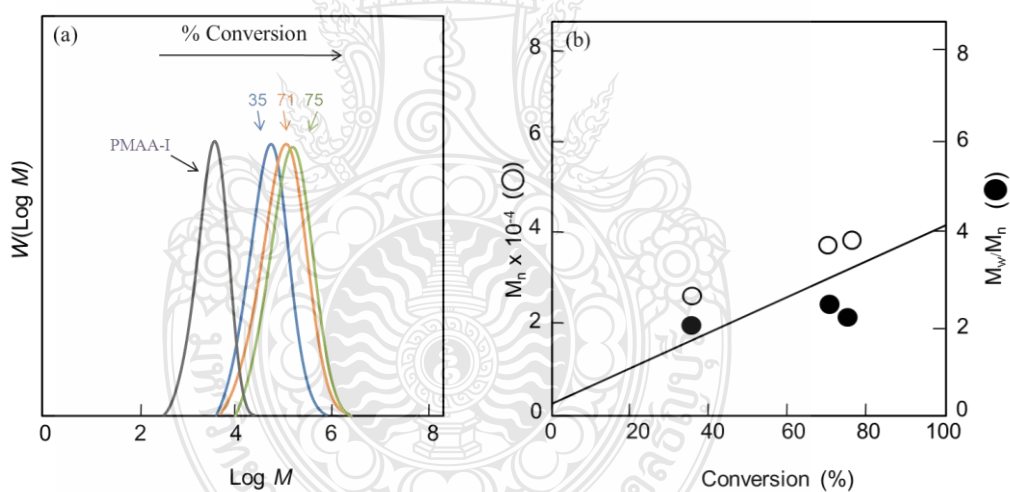 (a)
% Conversion
35 71 75
PMAA-I
W(Log M)
0 2 4 6 8
Log M
(b)
8
6
4
2
0
Mn x 10-4 (○)
0 20 40 60 80 100
Conversion (%)
8
6
4
2
0
Mw/Mn (●)